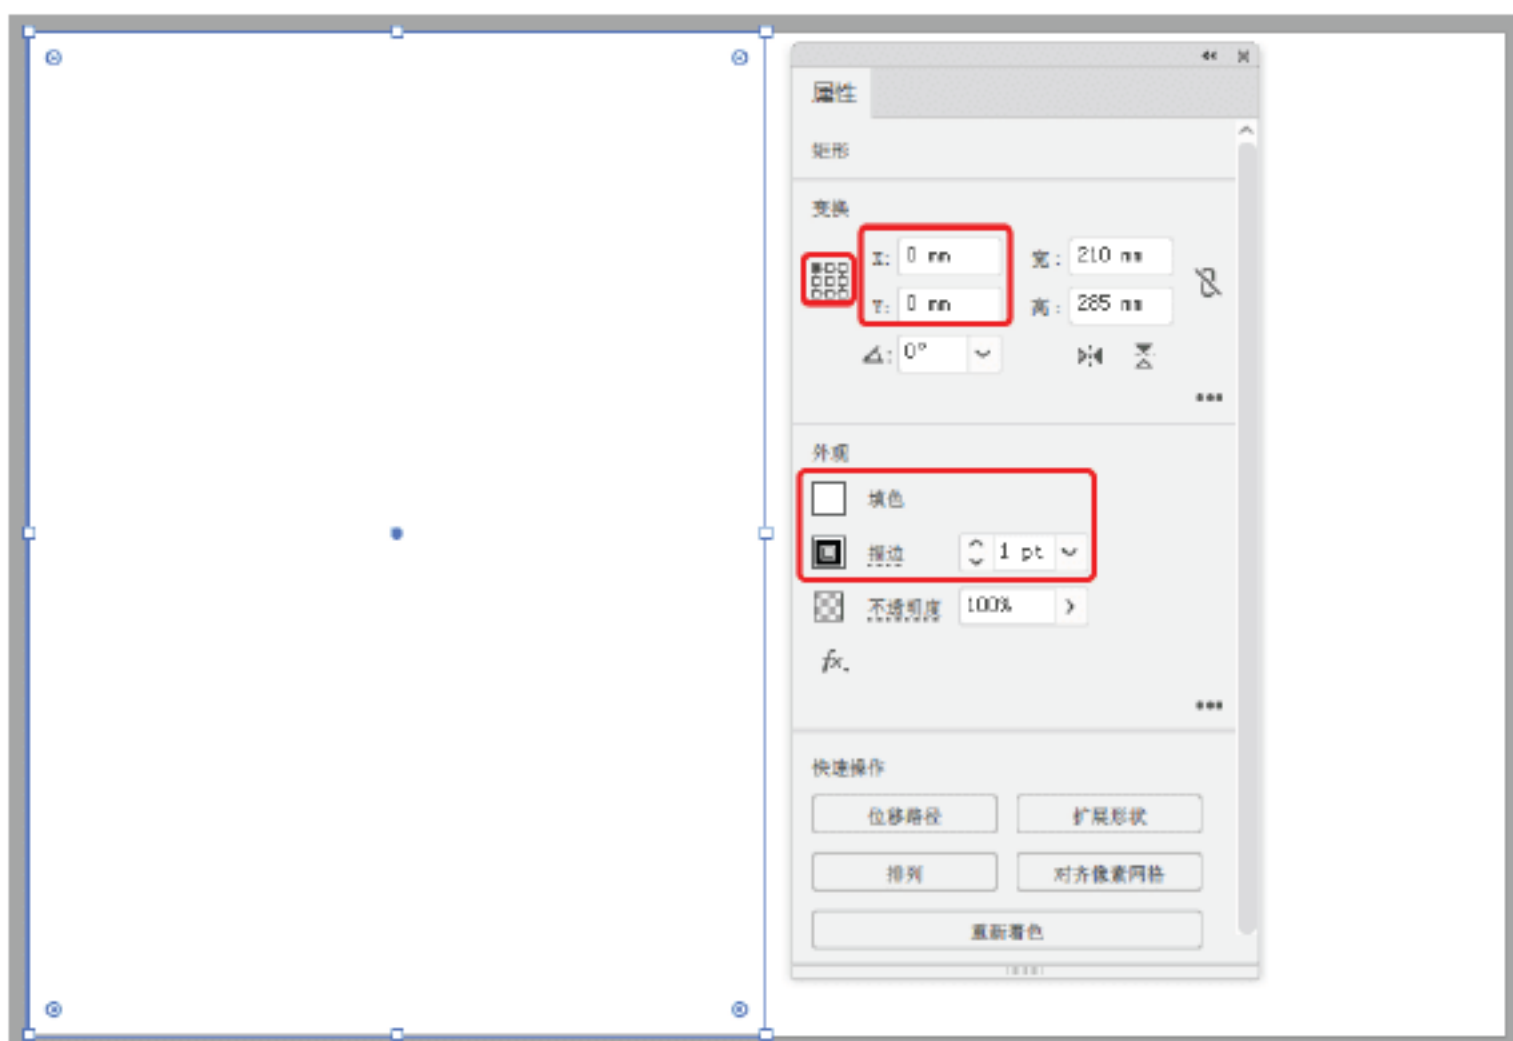 属性
矩形
变换
X: 0 mm 宫: 210 mm
Y: 0 mm 高: 285 mm
0°
外观
填色
描边 1 pt
不透明度 100%
fx.
快速操作
位移路径 扩展形状
排列 对齐像素网格
重新着色